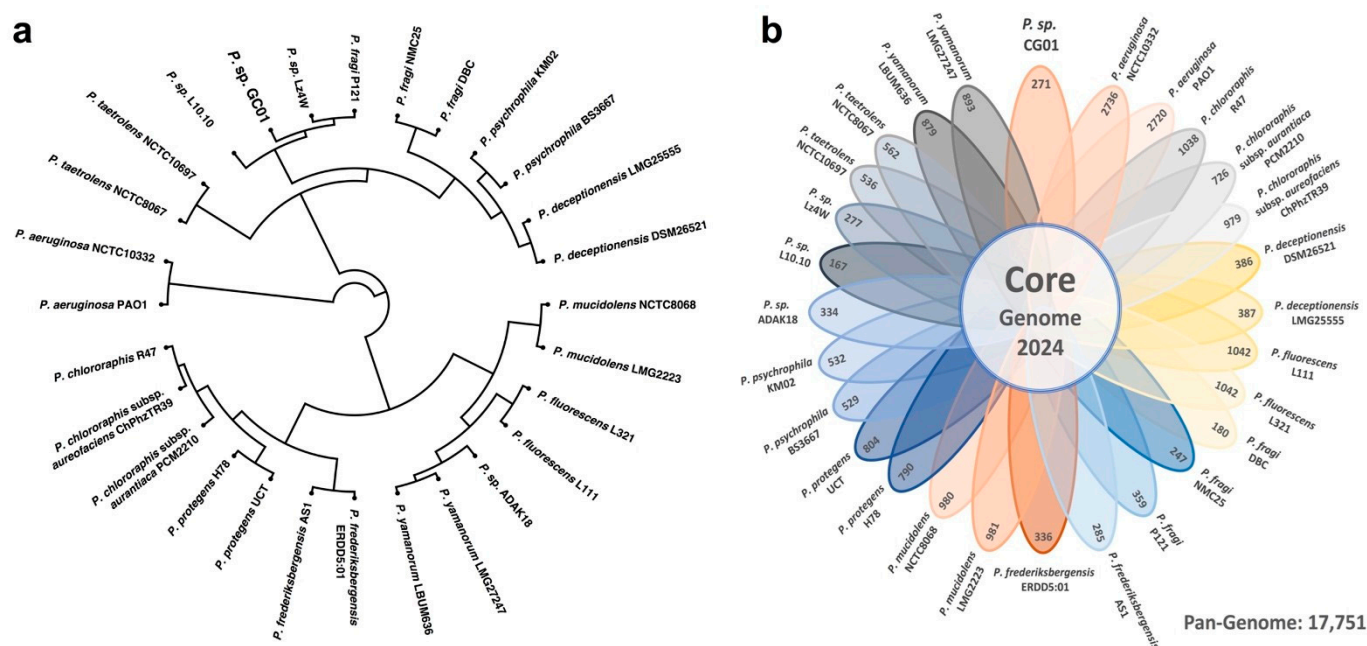 a
P. sp. L10.10
P. sp. GC01
P. sp. Lz4W
P. fragi P121
P. fragi NMC25
P. fragi DBC
P. psychrophila KM02
P. psychrophila BS3667
P. deceptionensis LMG25555
P. deceptionensis DSM26521
P. taetrolens NCTC10697
P. taetrolens NCTC8067
P. aeruginosa NCTC10332
P. aeruginosa PAO1
P. mucidolens NCTC8068
P. mucidolens LMG2223
P. fluorescens L321
P. fluorescens L111
P. sp. ADAK18
P. yamanorum LMG27247
P. yamanorum LBUM636
P. frederiksbergensis
ERDD5:01
P. frederiksbergensis AS1
P. protegens UCT
P. protegens H78
P. chlororaphis subsp.
aurantiaca PCM2210
P. chlororaphis subsp.
aureofaciens ChPhzTR39
P. chlororaphis R47
b
P. sp.
CG01
271
P. aeruginosa
NCTC10332
2736
P. aeruginosa
PAO1
2720
P. chlororaphis
R47
1038
P. chlororaphis
subsp. aurantiaca
PCM2210
726
P. chlororaphis
subsp. aureofaciens
ChPhzTR39
979
P. deceptionensis
DSM26521
386
P. deceptionensis
LMG25555
387
P. fluorescens
L111
1042
P. fluorescens
L321
1042
P. fragi
DBC
180
P. fragi
NMC25
247
P. fragi
P121
359
P. frederiksbergensis
AS1
285
P. frederiksbergensis
ERDD5:01
336
P. mucidolens
LMG2223
981
P. mucidolens
NCTC8068
980
P. protegens
H78
790
P. protegens
UCT
804
P. psychrophila
BS3667
529
P. psychrophila
KM02
532
P. sp.
ADAK18
334
P. sp.
L10.10
167
P. sp.
Lz4W
277
P. taetrolens
NCTC10697
536
P. taetrolens
NCTC8067
562
P. yamanorum
LBUM636
879
P. yamanorum
LMG27247
893
Core
Genome
2024
Pan-Genome: 17,751